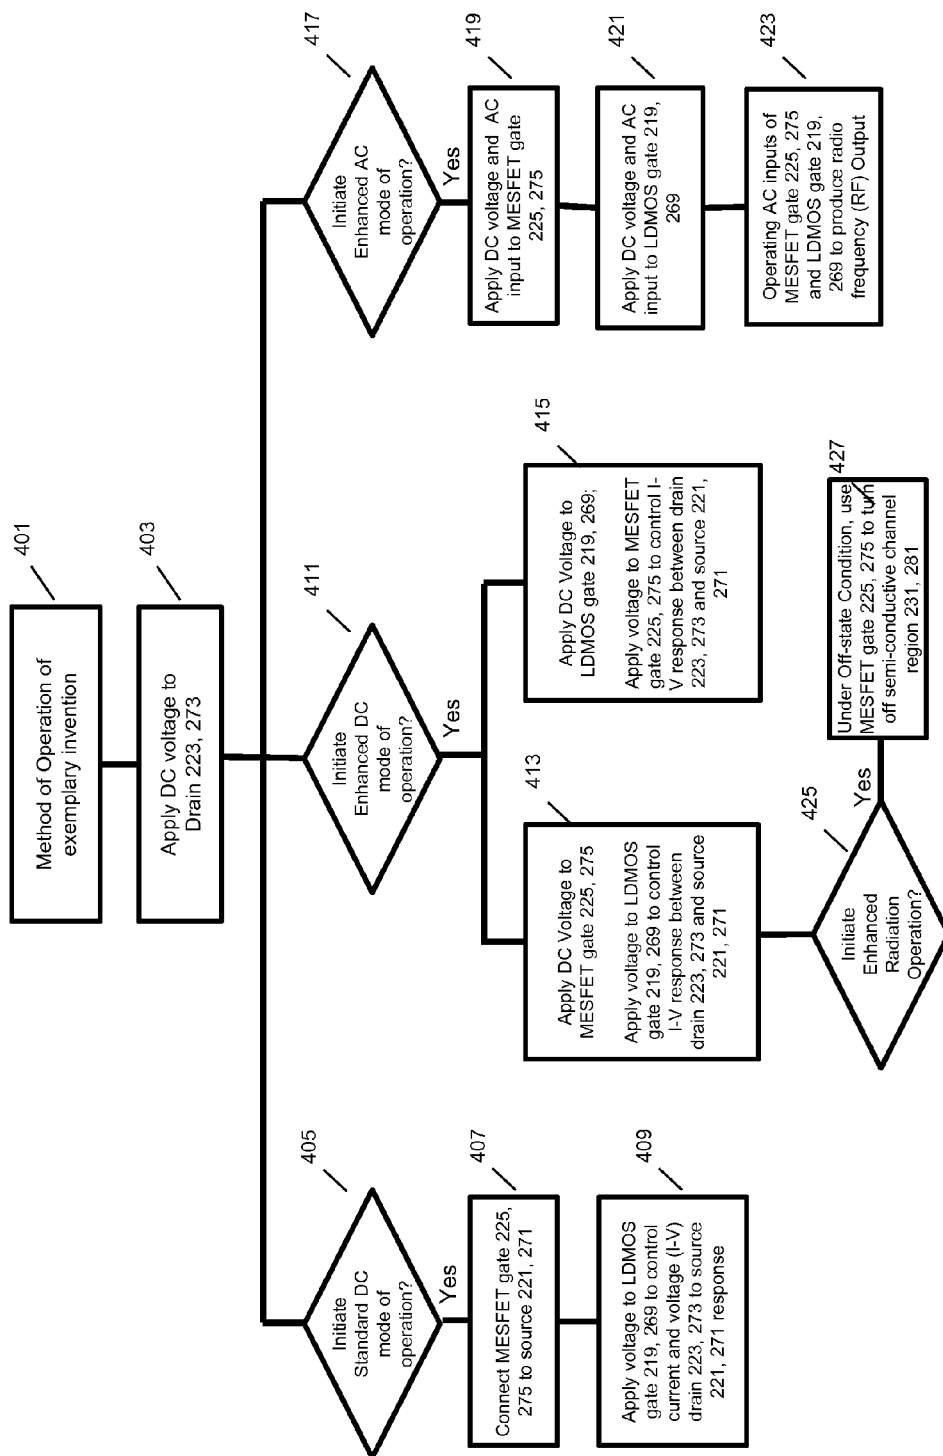 401
Method of Operation of
exemplary invention
403
Apply DC voltage to
Drain 223, 273
405
Initiate
Standard DC
mode of
operation?
Yes
407
Connect MESFET gate 225,
275 to source 221, 271
409
Apply voltage to LDMOS
gate 219, 269 to control
current and voltage (I-V)
drain 223, 273 to source
221, 271 response
411
Initiate
Enhanced DC
mode of
operation?
Yes
413
Apply DC Voltage to
MESFET gate 225, 275
Apply voltage to LDMOS
gate 219, 269 to control
I-V response between
drain 223, 273 and source
221, 271
415
Apply DC Voltage to
LDMOS gate 219, 269;
Apply voltage to MESFET
gate 225, 275 to control I-
V response between drain
223, 273 and source 221,
271
425
Initiate
Enhanced
Radiation
Operation?
Yes
427
Under Off-state Condition, use
MESFET gate 225, 275 to turn
off semi-conductive channel
region 231, 281
417
Initiate
Enhanced AC
mode of
operation?
Yes
419
Apply DC voltage and AC
input to MESFET gate
225, 275
421
Apply DC voltage and AC
input to LDMOS gate 219,
269
423
Operating AC inputs of
MESFET gate 225, 275
and LDMOS gate 219,
269 to produce radio
frequency (RF) Output